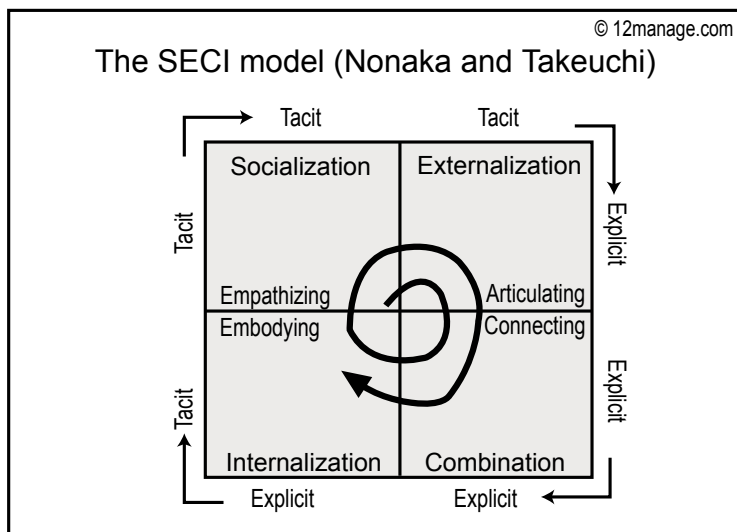 © 12manage.com
The SECI model (Nonaka and Takeuchi)
Tacit Tacit
Socialization Externalization
Tacit Explicit
Empathizing Articulating
Embodying Connecting
Tacit Explicit
Internalization Combination
Explicit Explicit